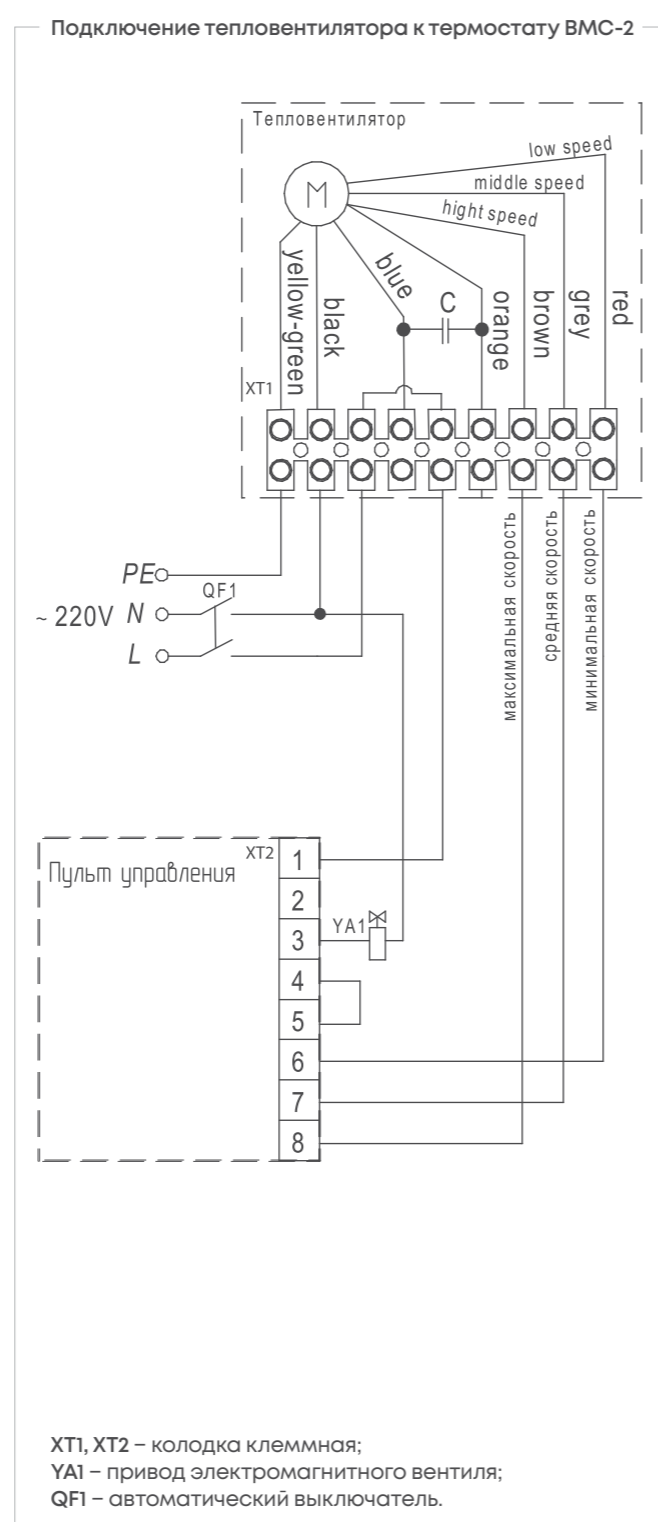 Подключение тепловентилятора к термостату ВМС-2
Тепловентилятор
low speed
middle speed
hight speed
M
yellow-green
black
blue
C
orange
brown
grey
red
XT1
PE
QF1
~ 220V N
L
максимальная скорость
средняя скорость
минимальная скорость
Пульт управления
XT2
1
2
3
YA1
4
5
6
7
8
XT1, XT2 – колодка клеммная;
YA1 – привод электромагнитного вентиля;
QF1 – автоматический выключатель.